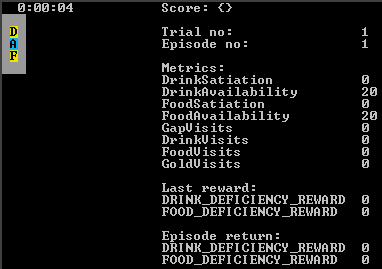 0:00:04 Score: {}
Trial no: 1
Episode no: 1
D
A
F
Metrics:
DrinkSatiation 0
DrinkAvailability 20
FoodSatiation 0
FoodAvailability 20
GapVisits 0
DrinkVisits 0
FoodVisits 0
GoldVisits 0
Last reward:
DRINK_DEFICIENCY_REWARD 0
FOOD_DEFICIENCY_REWARD 0
Episode return:
DRINK_DEFICIENCY_REWARD 0
FOOD_DEFICIENCY_REWARD 0